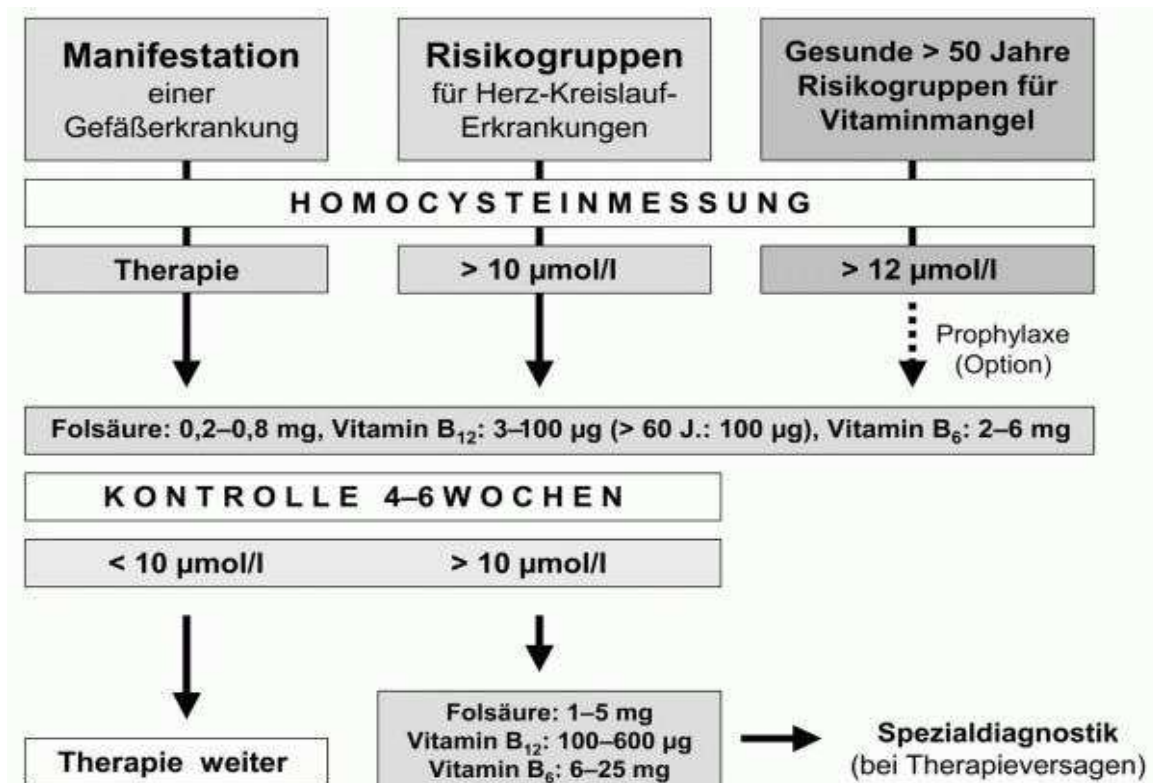 Manifestation
einer
Gefäßerkrankung
Risikogruppen
für Herz-Kreislauf-
Erkrankungen
Gesunde > 50 Jahre
Risikogruppen für
Vitaminmangel
HOMOCYSTEINMESSUNG
Therapie
> 10 µmol/l
> 12 µmol/l
Prophylaxe
(Option)
Folsäure: 0,2–0,8 mg, Vitamin B₁₂: 3–100 µg (> 60 J.: 100 µg), Vitamin B₆: 2–6 mg
KONTROLLE 4–6 WOCHEN
< 10 µmol/l
> 10 µmol/l
Therapie weiter
Folsäure: 1–5 mg
Vitamin B₁₂: 100–600 µg
Vitamin B₆: 6–25 mg
Spezialdiagnostik
(bei Therapieversagen)